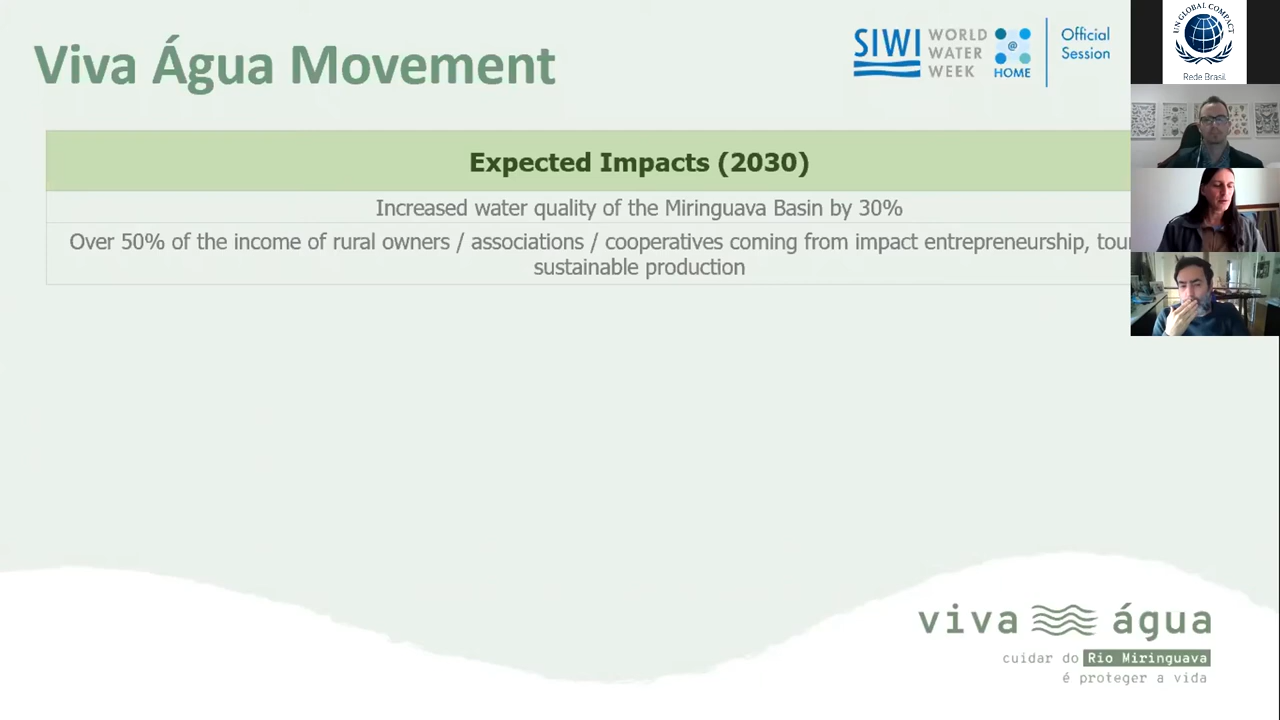 Viva Água Movement
SIWI WORLD WATER WEEK @ HOME Official Session
UN GLOBAL COMPACT
Rede Brasil
Expected Impacts (2030)
Increased water quality of the Miringuava Basin by 30%
Over 50% of the income of rural owners / associations / cooperatives coming from impact entrepreneurship,
sustainable production
viva água
cuidar do Rio Miringuava
é proteger a vida